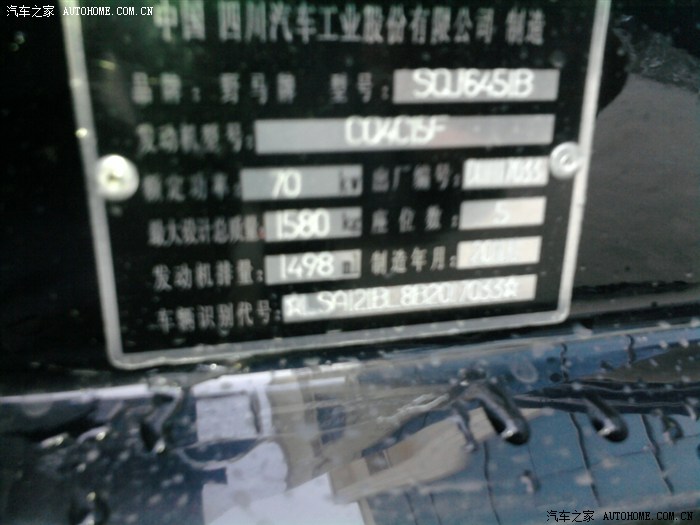 汽车之家 AUTOHOME.COM.CN
中国 四川汽车工业股份有限公司 制造
品牌：野马牌 型号：SQJ6451B
发动机型号：
额定功率：70 kw 出厂编号：7033
最大设计总质量：1580 kg 座位数：5
发动机排量：1498 ml 制造年月：
车辆识别代号：
汽车之家 AUTOHOME.COM.CN